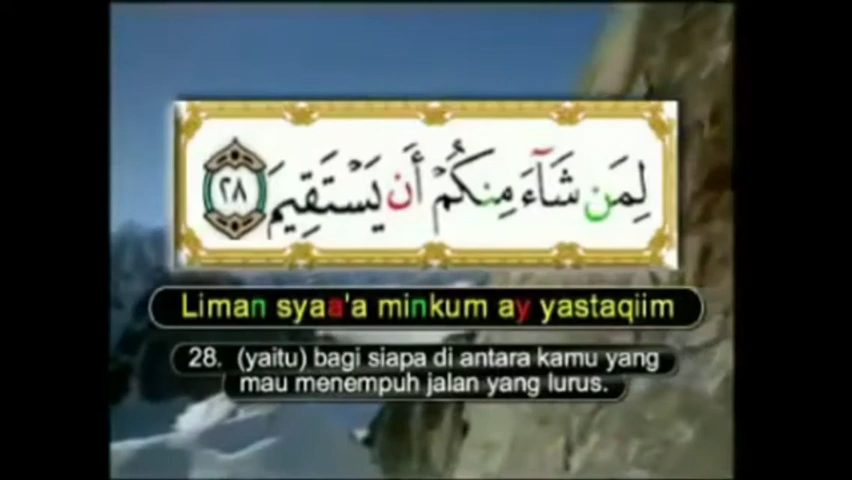 لِمَن شَآءَ مِنكُمْ أَن يَسْتَقِيمَ ٢٨
Liman syaa'a minkum ay yastaqiim
28. (yaitu) bagi siapa di antara kamu yang
mau menempuh jalan yang lurus.